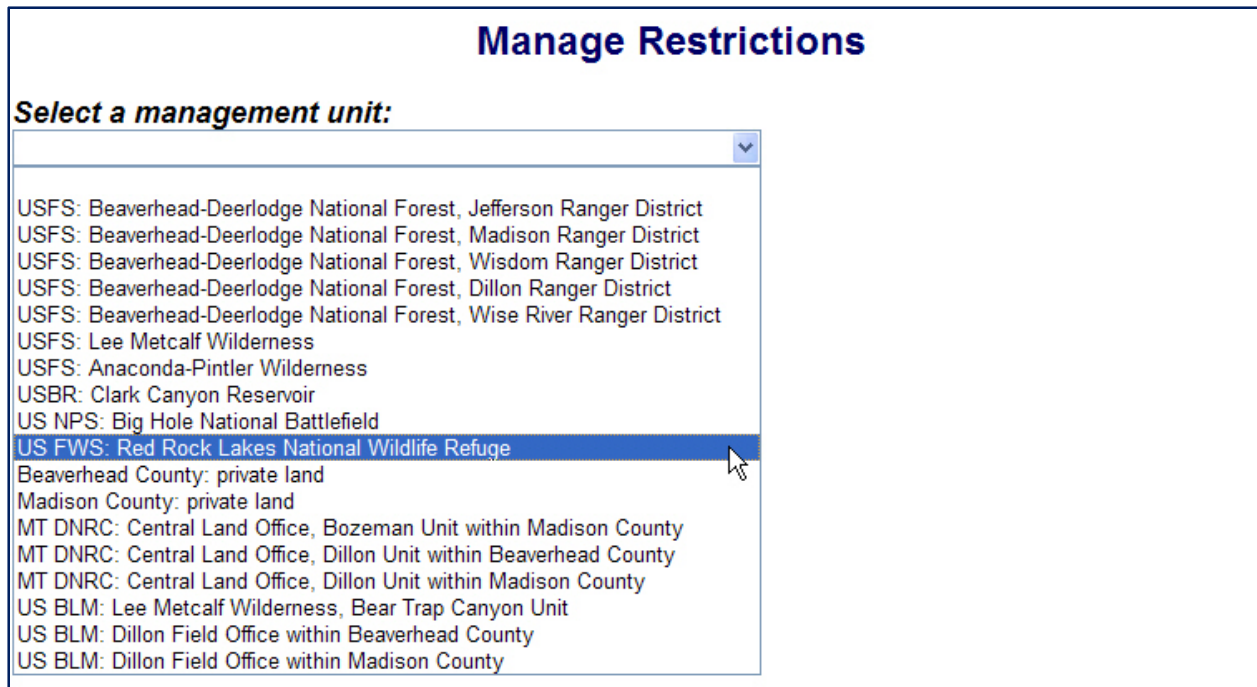 Manage Restrictions
Select a management unit:
USFS: Beaverhead-Deerlodge National Forest, Jefferson Ranger District
USFS: Beaverhead-Deerlodge National Forest, Madison Ranger District
USFS: Beaverhead-Deerlodge National Forest, Wisdom Ranger District
USFS: Beaverhead-Deerlodge National Forest, Dillon Ranger District
USFS: Beaverhead-Deerlodge National Forest, Wise River Ranger District
USFS: Lee Metcalf Wilderness
USFS: Anaconda-Pintler Wilderness
USBR: Clark Canyon Reservoir
US NPS: Big Hole National Battlefield
US FWS: Red Rock Lakes National Wildlife Refuge
Beaverhead County: private land
Madison County: private land
MT DNRC: Central Land Office, Bozeman Unit within Madison County
MT DNRC: Central Land Office, Dillon Unit within Beaverhead County
MT DNRC: Central Land Office, Dillon Unit within Madison County
US BLM: Lee Metcalf Wilderness, Bear Trap Canyon Unit
US BLM: Dillon Field Office within Beaverhead County
US BLM: Dillon Field Office within Madison County